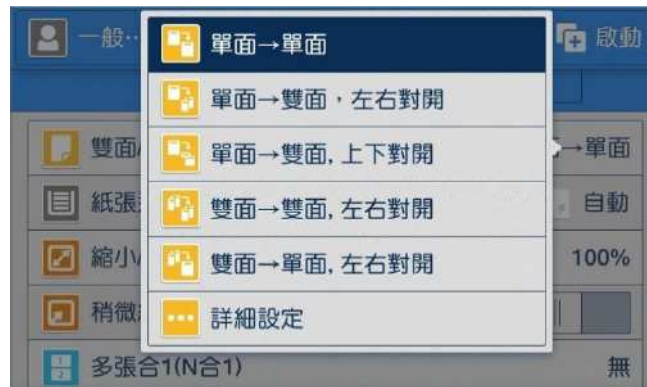 一般‥
啟動
單面→單面
單面→雙面，左右對開
雙面/
→單面
單面→雙面, 上下對開
紙張
自動
雙面→雙面, 左右對開
縮小/
100%
雙面→單面, 左右對開
稍微
詳細設定
多張合1(N合1)
無